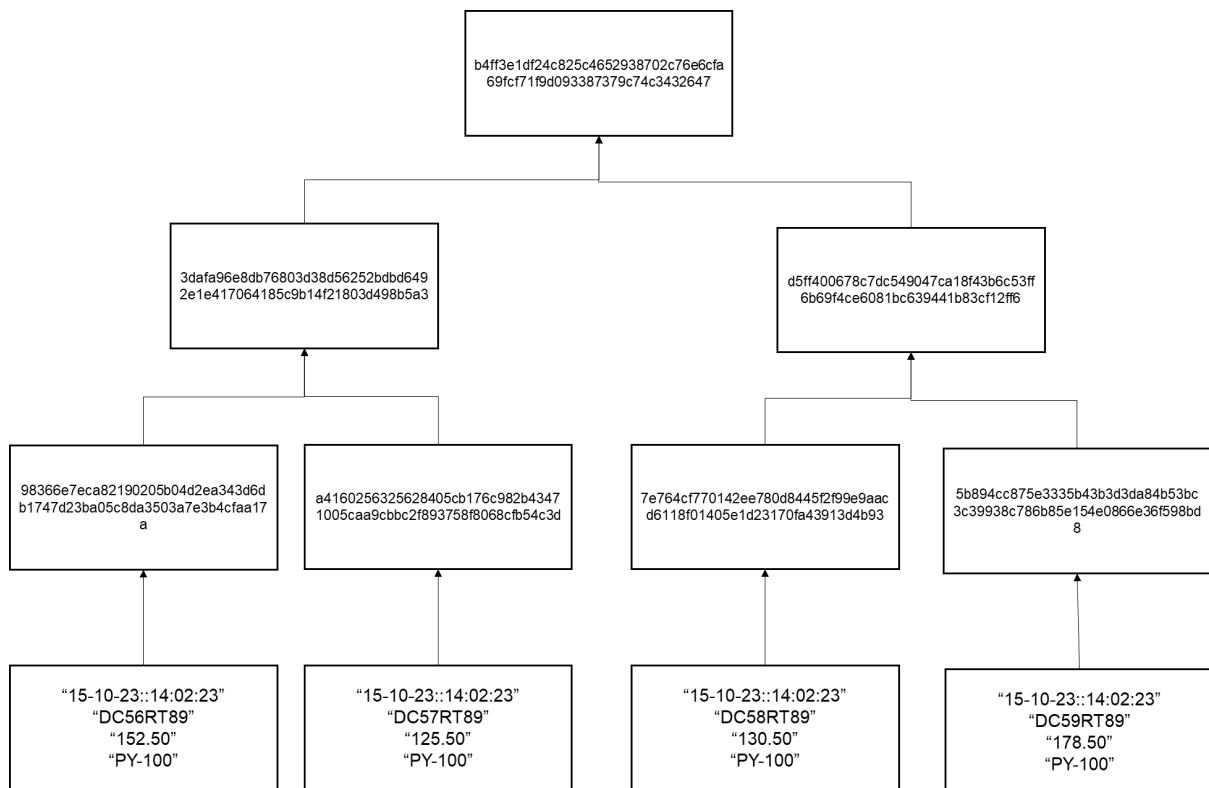 b4ff3e1df24c825c4652938702c76e6cfa
69fcf71f9d093387379c74c3432647
3dafa96e8db76803d38d56252bdbd649
2e1e417064185c9b14f21803d498b5a3
d5ff400678c7dc549047ca18f43b6c53ff
6b69f4ce6081bc639441b83cf12ff6
98366e7eca82190205b04d2ea343d6d
b1747d23ba05c8da3503a7e3b4cfaa17
a
a4160256325628405cb176c982b4347
1005caa9cbbc2f893758f8068cfb54c3d
7e764cf770142ee780d8445f2f99e9aac
d6118f01405e1d23170fa43913d4b93
5b894cc875e3335b43b3d3da84b53bc
3c39938c786b85e154e0866e36f598bd
8
“15-10-23::14:02:23”
“DC56RT89”
“152.50”
“PY-100”
“15-10-23::14:02:23”
“DC57RT89”
“125.50”
“PY-100”
“15-10-23::14:02:23”
“DC58RT89”
“130.50”
“PY-100”
“15-10-23::14:02:23”
“DC59RT89”
“178.50”
“PY-100”